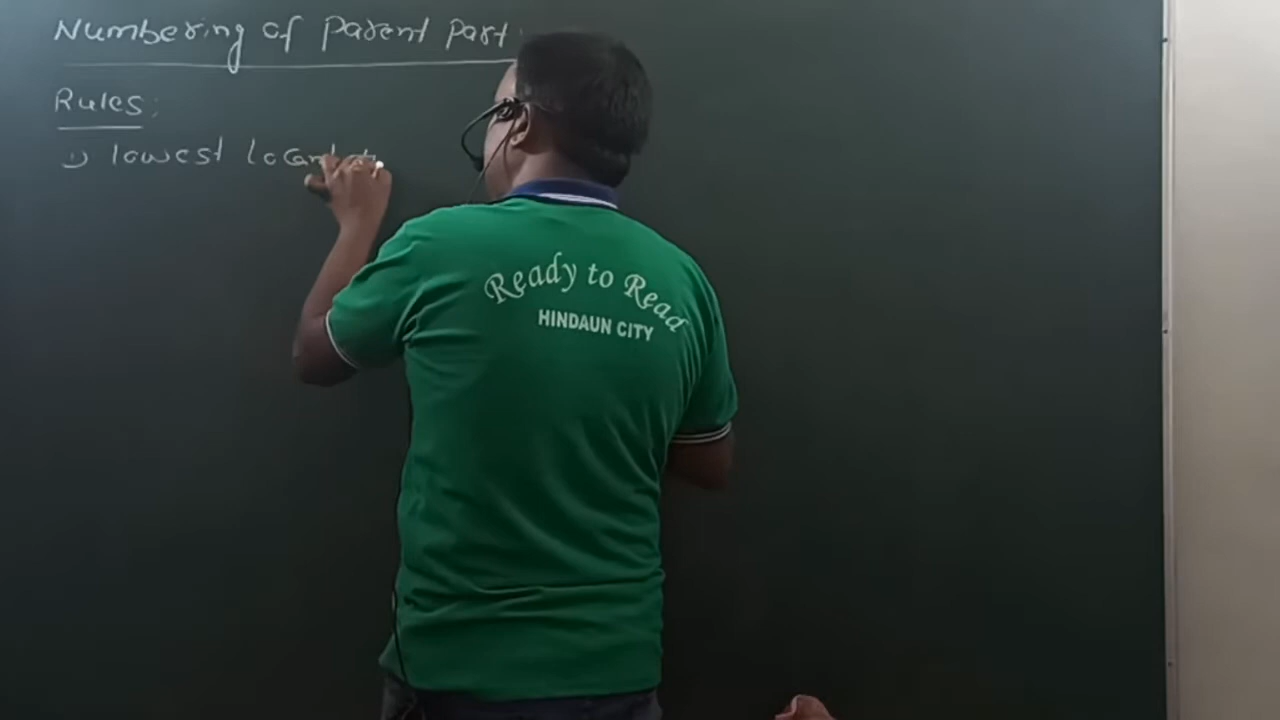 Numbering of Parent Part
Rules:
1) lowest
Ready to Read
HINDAUN CITY